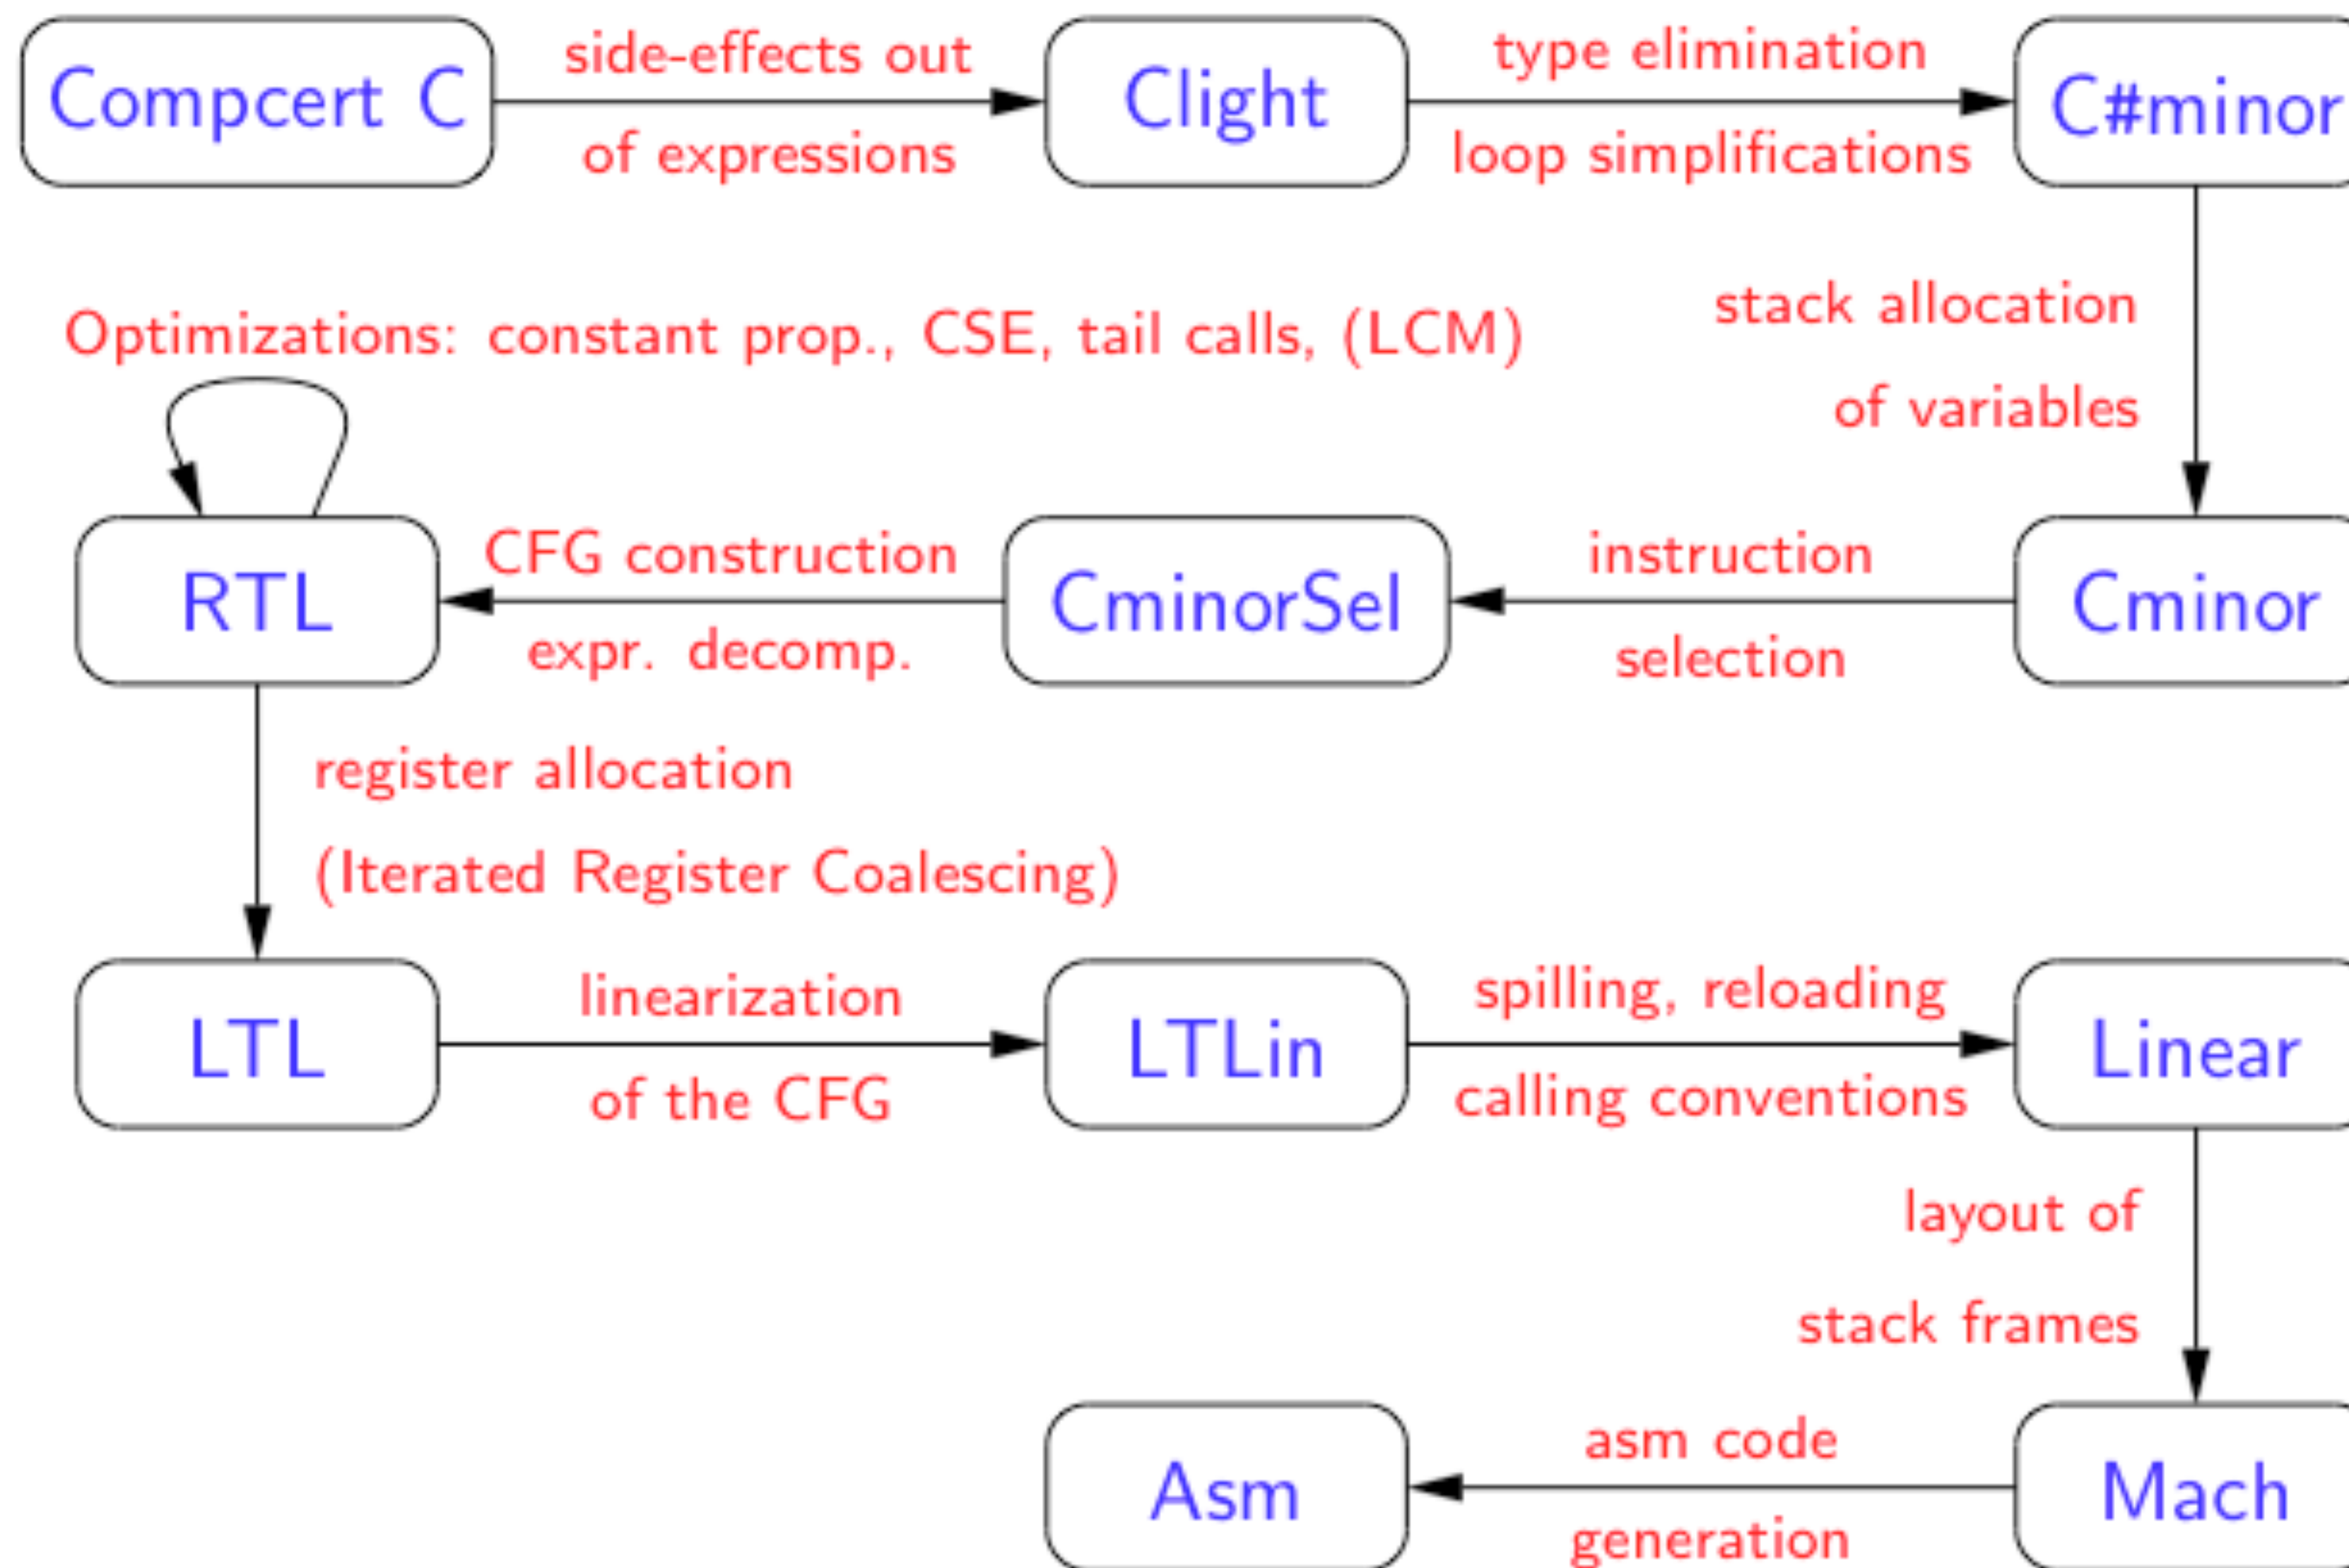 Compcert C
side-effects out
of expressions
Clight
type elimination
loop simplifications
C#minor
stack allocation
of variables
Optimizations: constant prop., CSE, tail calls, (LCM)
RTL
CFG construction
expr. decomp.
CminorSel
instruction
selection
Cminor
register allocation
(Iterated Register Coalescing)
LTL
linearization
of the CFG
LTLin
spilling, reloading
calling conventions
Linear
layout of
stack frames
Asm
asm code
generation
Mach